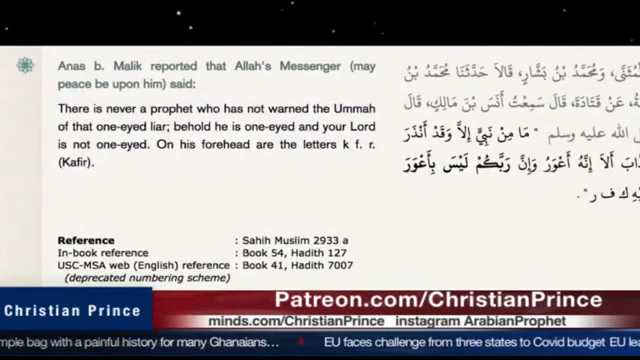 Anas b. Malik reported that Allah's Messenger (may
peace be upon him) said:
There is never a prophet who has not warned the Ummah
of that one-eyed liar; behold he is one-eyed and your Lord
is not one-eyed. On his forehead are the letters k f. r.
(Kafir).
الْمُثَنَّى، وَمُحَمَّدُ بْنُ بَشَّارٍ، قَالاَ حَدَّثَنَا مُحَمَّدُ بْنُ
عَنْ قَتَادَةَ، قَالَ سَمِعْتُ أَنَسَ بْنَ مَالِكٍ، قَالَ
الله عليه وسلم " مَا مِنْ نَبِيٍّ إِلاَّ وَقَدْ أَنْذَرَ
أَلاَ إِنَّهُ أَعْوَرُ وَإِنَّ رَبَّكُمْ لَيْسَ بِأَعْوَرَ
ك ف ر " .
Reference : Sahih Muslim 2933 a
In-book reference : Book 54, Hadith 127
USC-MSA web (English) reference : Book 41, Hadith 7007
(deprecated numbering scheme)
Christian Prince
Patreon.com/ChristianPrince
minds.com/ChristianPrince instagram ArabianProphet
mple bag with a painful history for many Ghanaians... EU faces challenge from three states to Covid budget EU